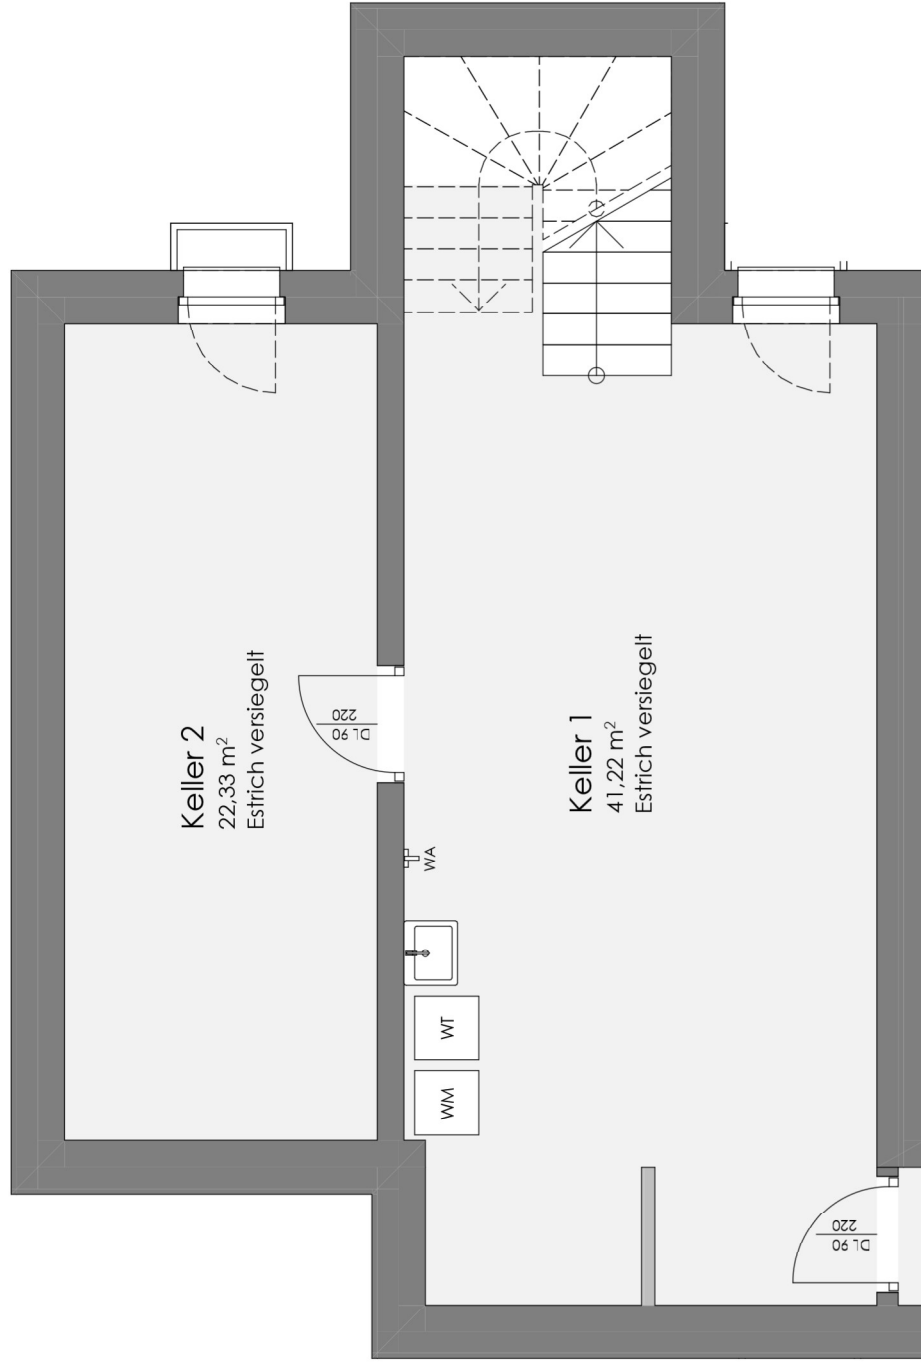 Keller 2
22,33 m²
Estrich versiegelt
DL 90
220
Keller 1
41,22 m²
Estrich versiegelt
WA
WT
WM
DL 90
220